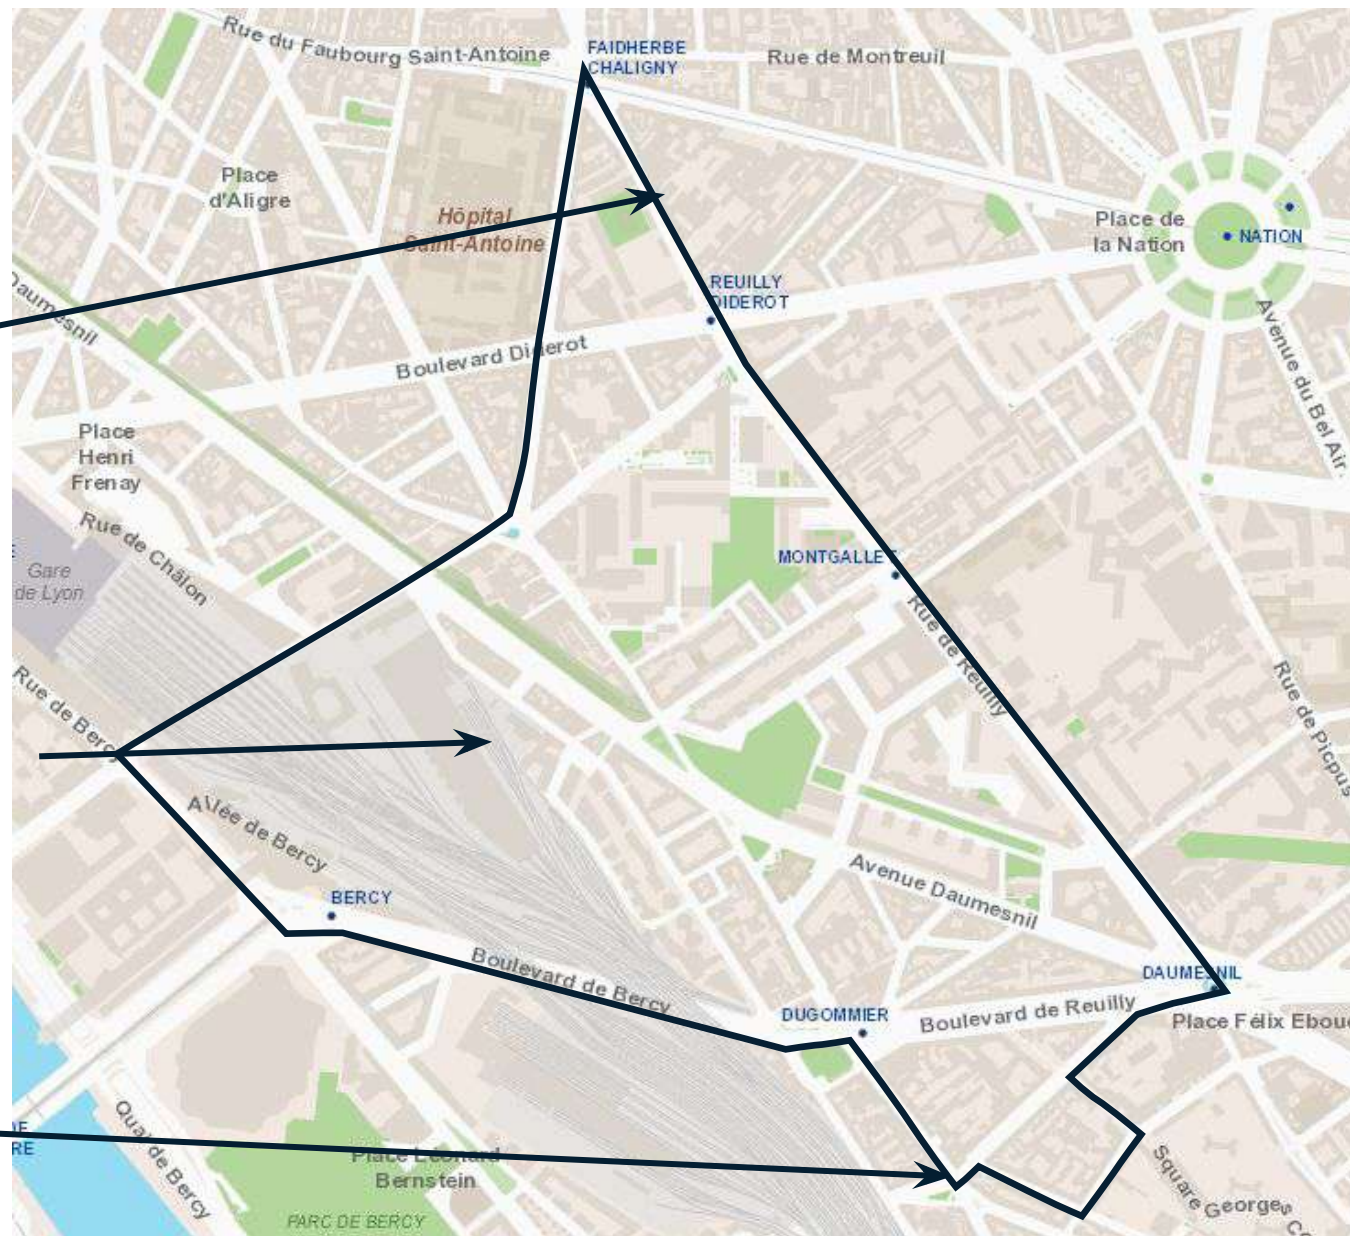 Rue du Faubourg Saint-Antoine
FAIDHERBE
CHALIGNY
Rue de Montreuil
Place
d'Aligre
Hôpital
Saint-Antoine
Place de
la Nation
NATION
Daumesnil
REUILLY
DIDEROT
Boulevard Diderot
Avenue du Bel Air
Place
Henri
Frenay
Rue de Châlon
Gare
de Lyon
MONTGALLET
Rue de Reuilly
Rue de Picpus
Rue de Bercy
Allée de Bercy
BERCY
Avenue Daumesnil
Boulevard de Bercy
DAUMESNIL
DUGOMMIER
Boulevard de Reuilly
Place Félix Eboué
Quai de Bercy
Place Léonard
Bernstein
PARC DE BERCY
Square Georges